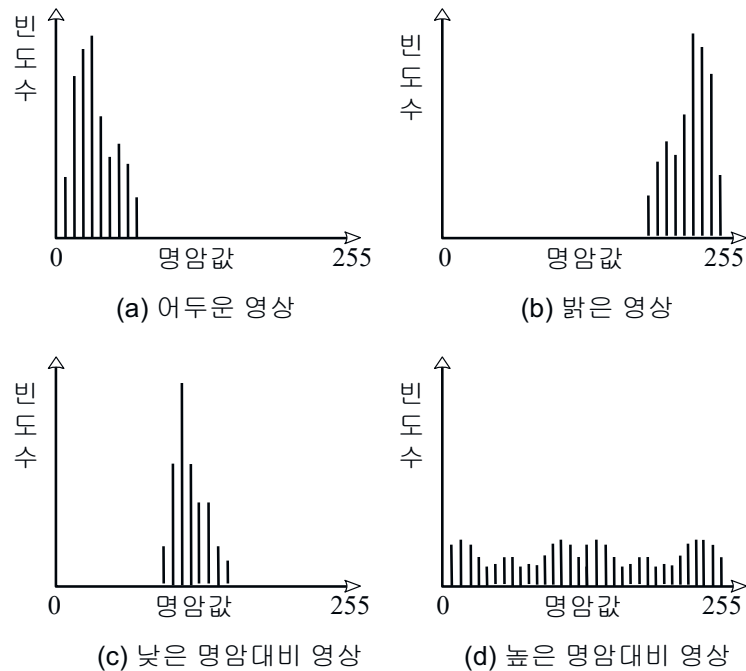 빈도수
0 명암값 255
(a) 어두운 영상
빈도수
0 명암값 255
(b) 밝은 영상
빈도수
0 명암값 255
(c) 낮은 명암대비 영상
빈도수
0 명암값 255
(d) 높은 명암대비 영상